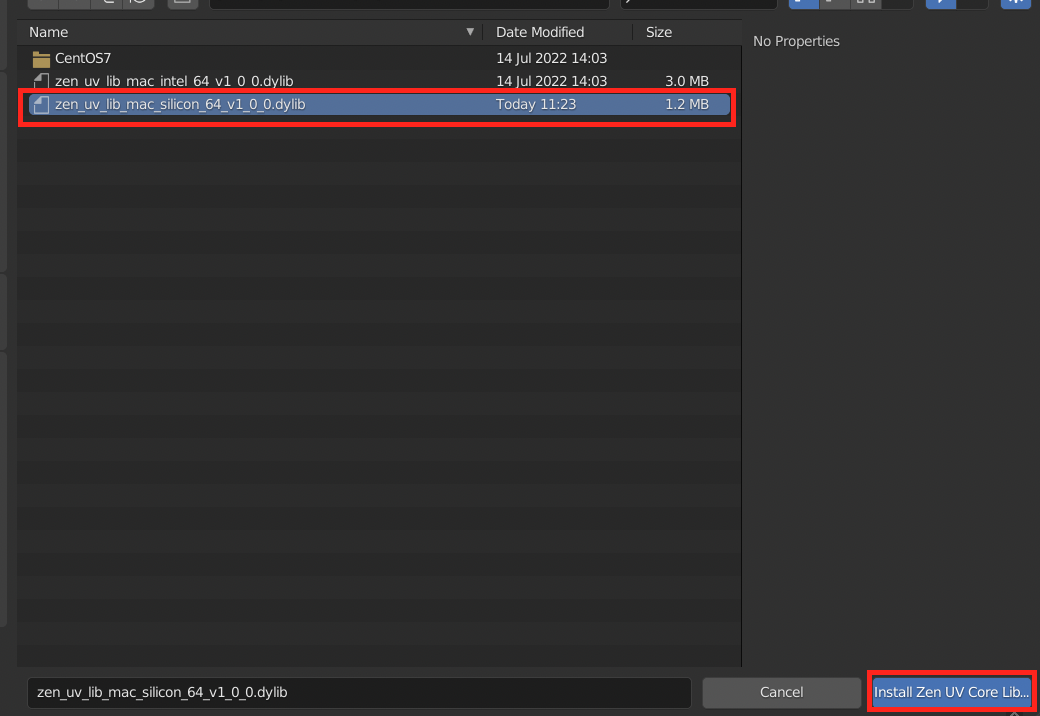 Name Date Modified Size
No Properties
CentOS7 14 Jul 2022 14:03
zen_uv_lib_mac_intel_64_v1_0_0.dylib 14 Jul 2022 14:03 3.0 MB
zen_uv_lib_mac_silicon_64_v1_0_0.dylib Today 11:23 1.2 MB
zen_uv_lib_mac_silicon_64_v1_0_0.dylib Cancel Install Zen UV Core Lib...